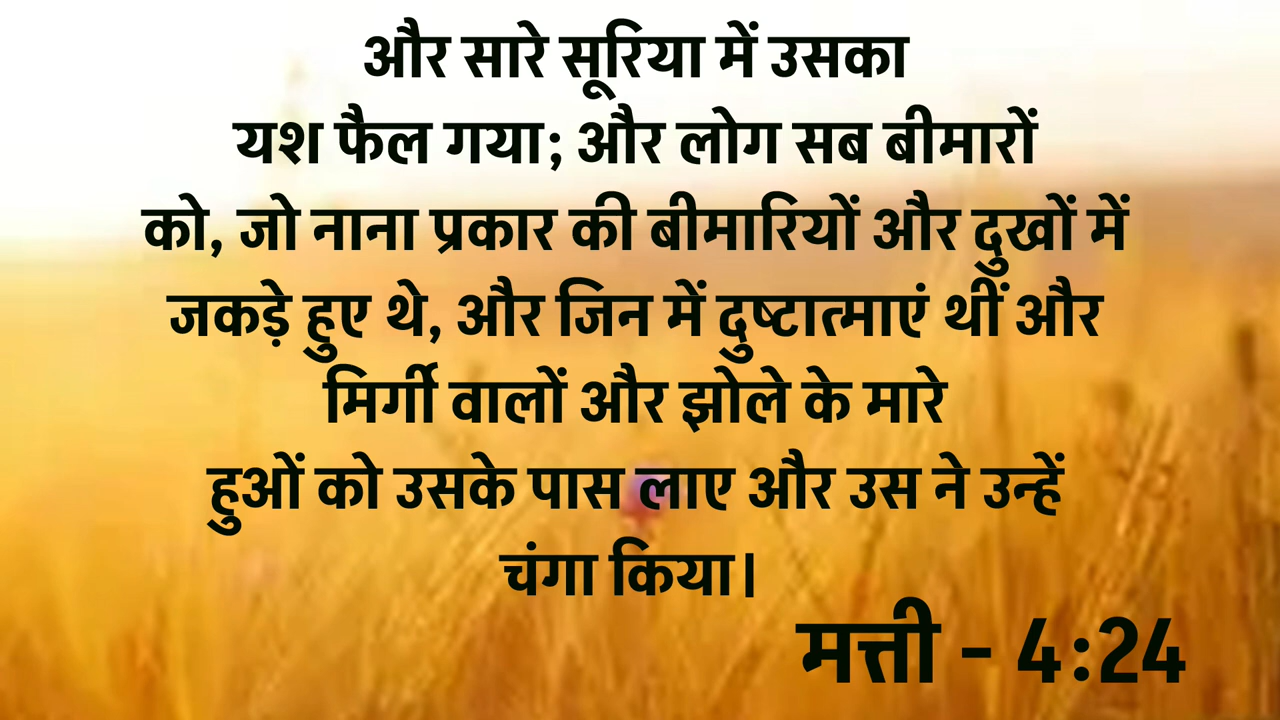 और सारे सूरिया में उसका
यश फैल गया; और लोग सब बीमारों
को, जो नाना प्रकार की बीमारियों और दुखों में
जकड़े हुए थे, और जिन में दुष्टात्माएं थीं और
मिर्गी वालों और झोले के मारे
हुओं को उसके पास लाए और उस ने उन्हें
चंगा किया।
मत्ती - 4:24